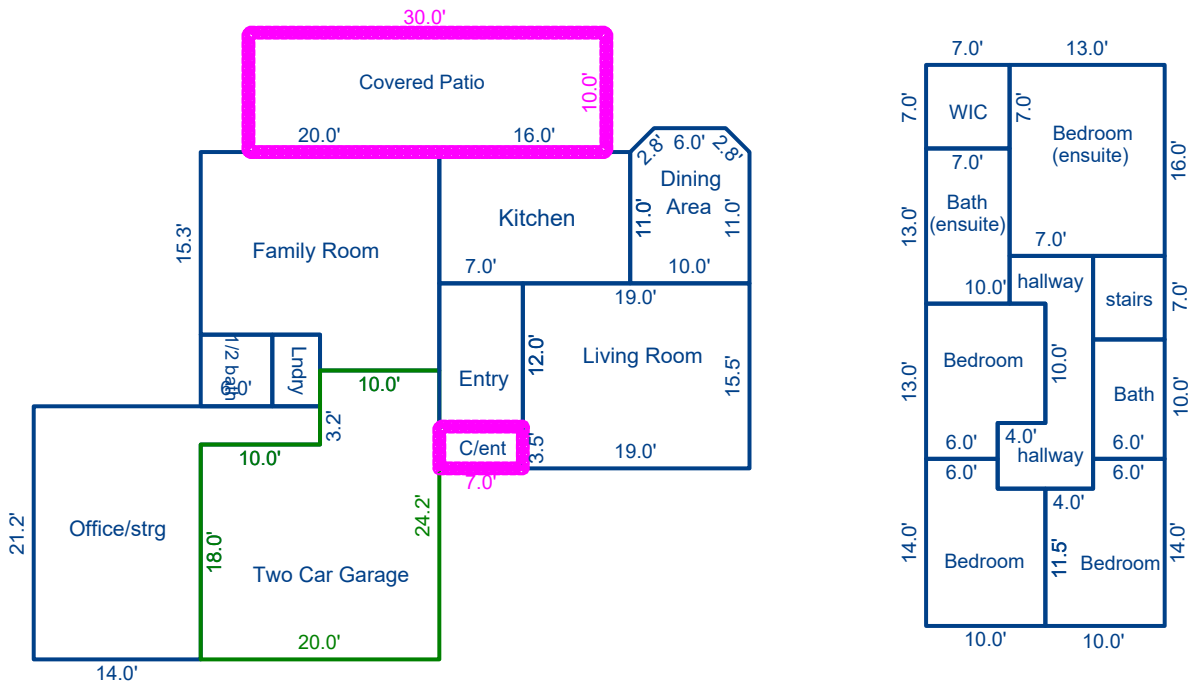 30.0'
Covered Patio
10.0'
20.0'
16.0'
2.8'
6.0'
2.8'
Dining
Area
11.0'
11.0'
10.0'
Kitchen
7.0'
15.3'
Family Room
1/2 bath
6.0'
Lndry
10.0'
3.2'
10.0'
19.0'
Living Room
12.0'
15.5'
Entry
C/ent
3.5'
7.0'
19.0'
21.2'
Office/strg
14.0'
18.0'
24.2'
Two Car Garage
20.0'
7.0'
13.0'
7.0'
WIC
7.0'
Bedroom
(ensuite)
16.0'
7.0'
Bath
(ensuite)
13.0'
7.0'
10.0'
hallway
stairs
7.0'
Bedroom
13.0'
10.0'
Bath
10.0'
6.0'
4.0'
hallway
6.0'
6.0'
4.0'
6.0'
14.0'
Bedroom
11.5'
Bedroom
14.0'
10.0'
10.0'